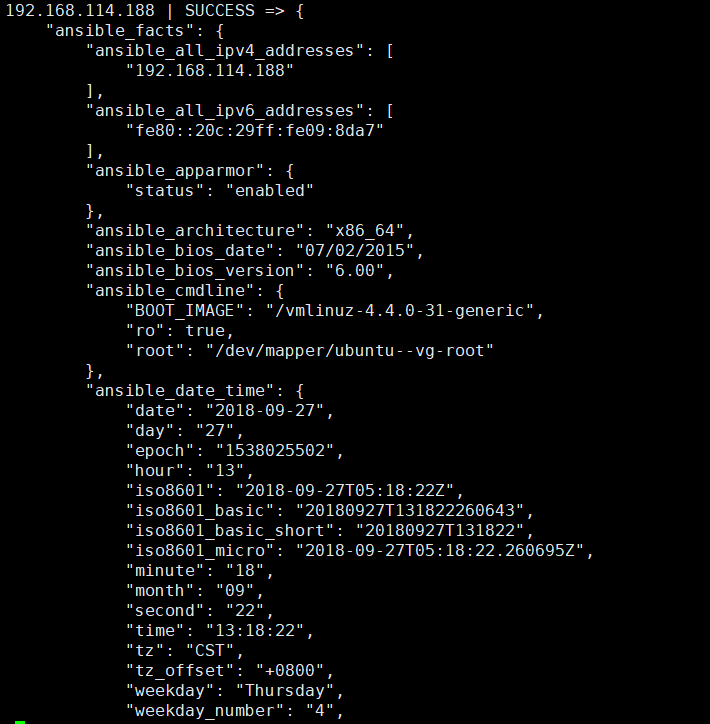 192.168.114.188 | SUCCESS => {
    "ansible_facts": {
        "ansible_all_ipv4_addresses": [
            "192.168.114.188"
        ],
        "ansible_all_ipv6_addresses": [
            "fe80::20c:29ff:fe09:8da7"
        ],
        "ansible_apparmor": {
            "status": "enabled"
        },
        "ansible_architecture": "x86_64",
        "ansible_bios_date": "07/02/2015",
        "ansible_bios_version": "6.00",
        "ansible_cmdline": {
            "BOOT_IMAGE": "/vmlinuz-4.4.0-31-generic",
            "ro": true,
            "root": "/dev/mapper/ubuntu--vg-root"
        },
        "ansible_date_time": {
            "date": "2018-09-27",
            "day": "27",
            "epoch": "1538025502",
            "hour": "13",
            "iso8601": "2018-09-27T05:18:22Z",
            "iso8601_basic": "20180927T131822260643",
            "iso8601_basic_short": "20180927T131822",
            "iso8601_micro": "2018-09-27T05:18:22.260695Z",
            "minute": "18",
            "month": "09",
            "second": "22",
            "time": "13:18:22",
            "tz": "CST",
            "tz_offset": "+0800",
            "weekday": "Thursday",
            "weekday_number": "4",